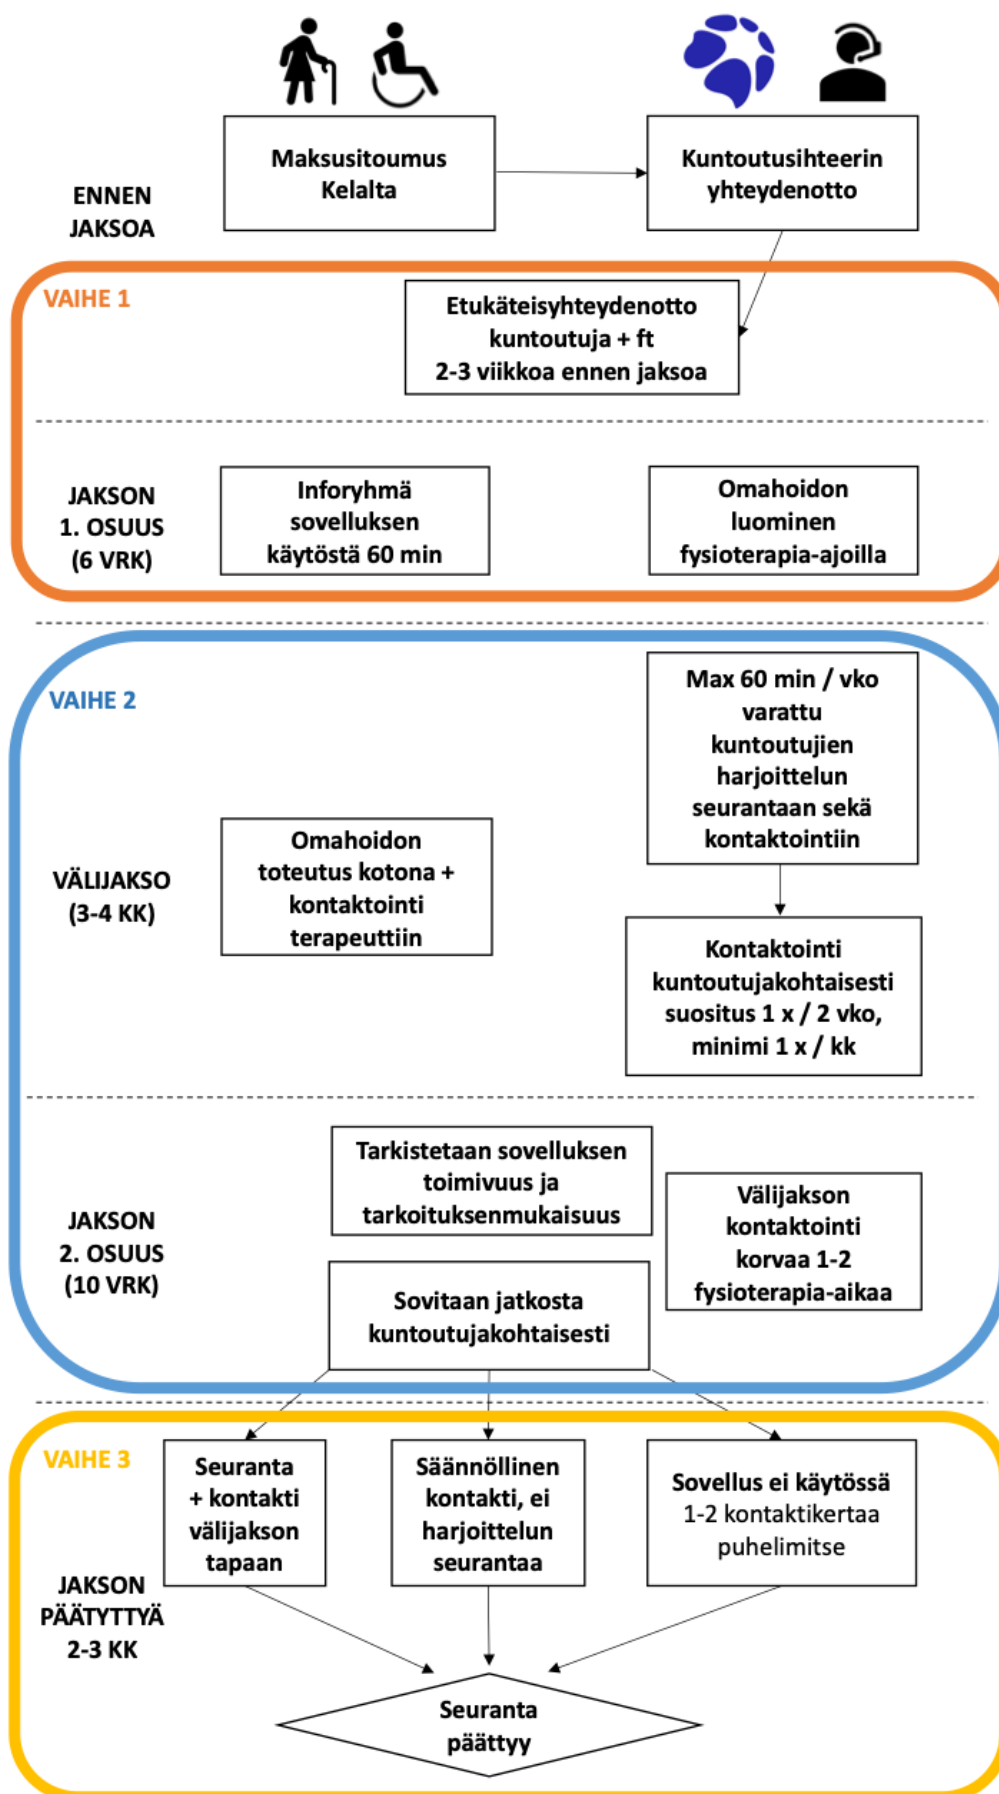 Maksusitoumus
Kelalta
Kuntoutusihteerin
yhteydenotto
ENNEN
JAKSOA
VAIHE 1
Etukäteisyhteydenotto
kuntoutuja + ft
2-3 viikkoa ennen jaksoa
JAKSON
1. OSUUS
(6 VRK)
Inforyhmä
sovelluksen
käytöstä 60 min
Omahoidon
luominen
fysioterapia-ajoilla
VAIHE 2
Max 60 min / vko
varattu
kuntoutujien
harjoittelun
seurantaan sekä
kontaktointiin
VÄLIJAKSO
(3-4 KK)
Omahoidon
toteutus kotona +
kontaktointi
terapeuttiin
Kontaktointi
kuntoutujakohtaisesti
suositus 1 x / 2 vko,
minimi 1 x / kk
JAKSON
2. OSUUS
(10 VRK)
Tarkistetaan sovelluksen
toimivuus ja
tarkoituksenmukaisuus
Välijakson
kontaktointi
korvaa 1-2
fysioterapia-aikaa
Sovitaan jatkosta
kuntoutujakohtaisesti
VAIHE 3
Seuranta
+ kontakti
välijakson
tapaan
Säännöllinen
kontakti, ei
harjoittelun
seurantaa
Sovellus ei käytössä
1-2 kontaktikertaa
puhelimitse
JAKSON
PÄÄTYTTYÄ
2-3 KK
Seuranta
päättyy